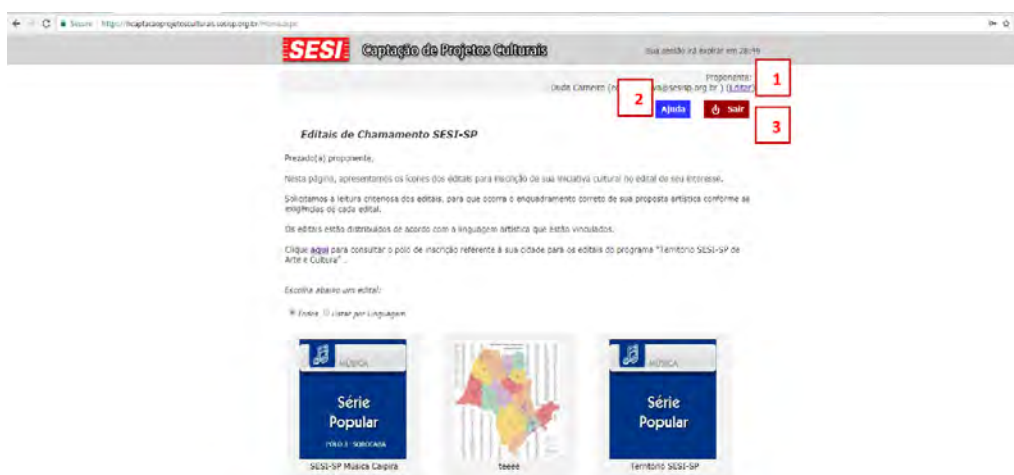 Secure https://hcaptacaoprojetosculturais.sesisp.org.br/Home.aspx
SESI Captação de Projetos Culturais Sua sessão irá expirar em 28:49
Proponente:
Duda Carneiro @sesisp.org.br ) (Editar)
1
2
Ajuda
Sair
3
Editais de Chamamento SESI-SP
Prezado(a) proponente,
Nesta página, apresentamos os ícones dos editais para inscrição de sua iniciativa cultural no edital de seu interesse.
Solicitamos a leitura criteriosa dos editais, para que ocorra o enquadramento correto de sua proposta artística conforme as
exigências de cada edital.
Os editais estão distribuídos de acordo com a linguagem artística que estão vinculados.
Clique aqui para consultar o polo de inscrição referente à sua cidade para os editais do programa "Território SESI-SP de
Arte e Cultura" .
Escolha abaixo um edital:
Todos Listar por Linguagem
MÚSICA
Série
Popular
POLO 3 - SOROCABA
SESI-SP Música Caipira
teeee
MÚSICA
Série
Popular
Território SESI-SP